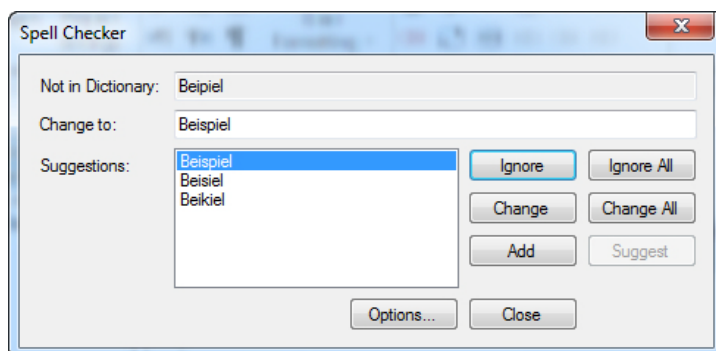 Spell Checker
Not in Dictionary: Beipiel
Change to: Beispiel
Suggestions:
Beispiel
Beisiel
Beikiel
Ignore Ignore All
Change Change All
Add Suggest
Options... Close